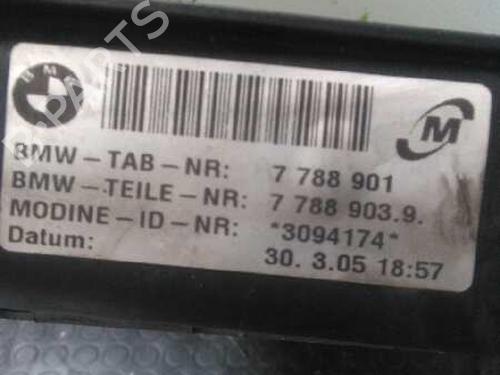 BMW
M
BMW-TAB-NR: 7 788 901
BMW-TEILE-NR: 7 788 903.9.
MODINE-ID-NR: *3094174*
Datum: 30. 3.05 18:57